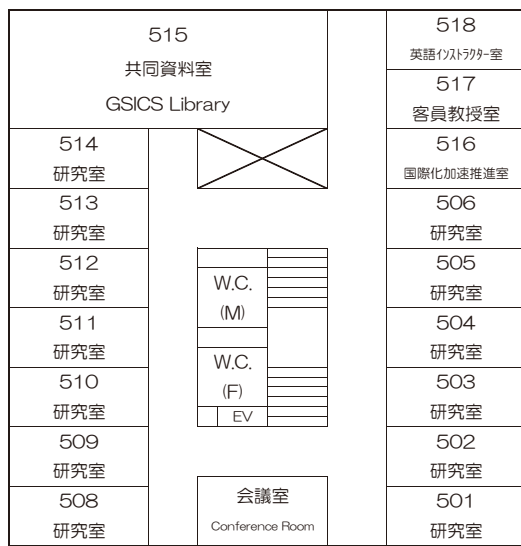 515
共同資料室
GSICS Library
518
英語インストラクター室
517
客員教授室
514
研究室
516
国際化加速推進室
513
研究室
506
研究室
512
研究室
W.C.
(M)
505
研究室
511
研究室
504
研究室
510
研究室
W.C.
(F)
EV
503
研究室
509
研究室
502
研究室
508
研究室
会議室
Conference Room
501
研究室